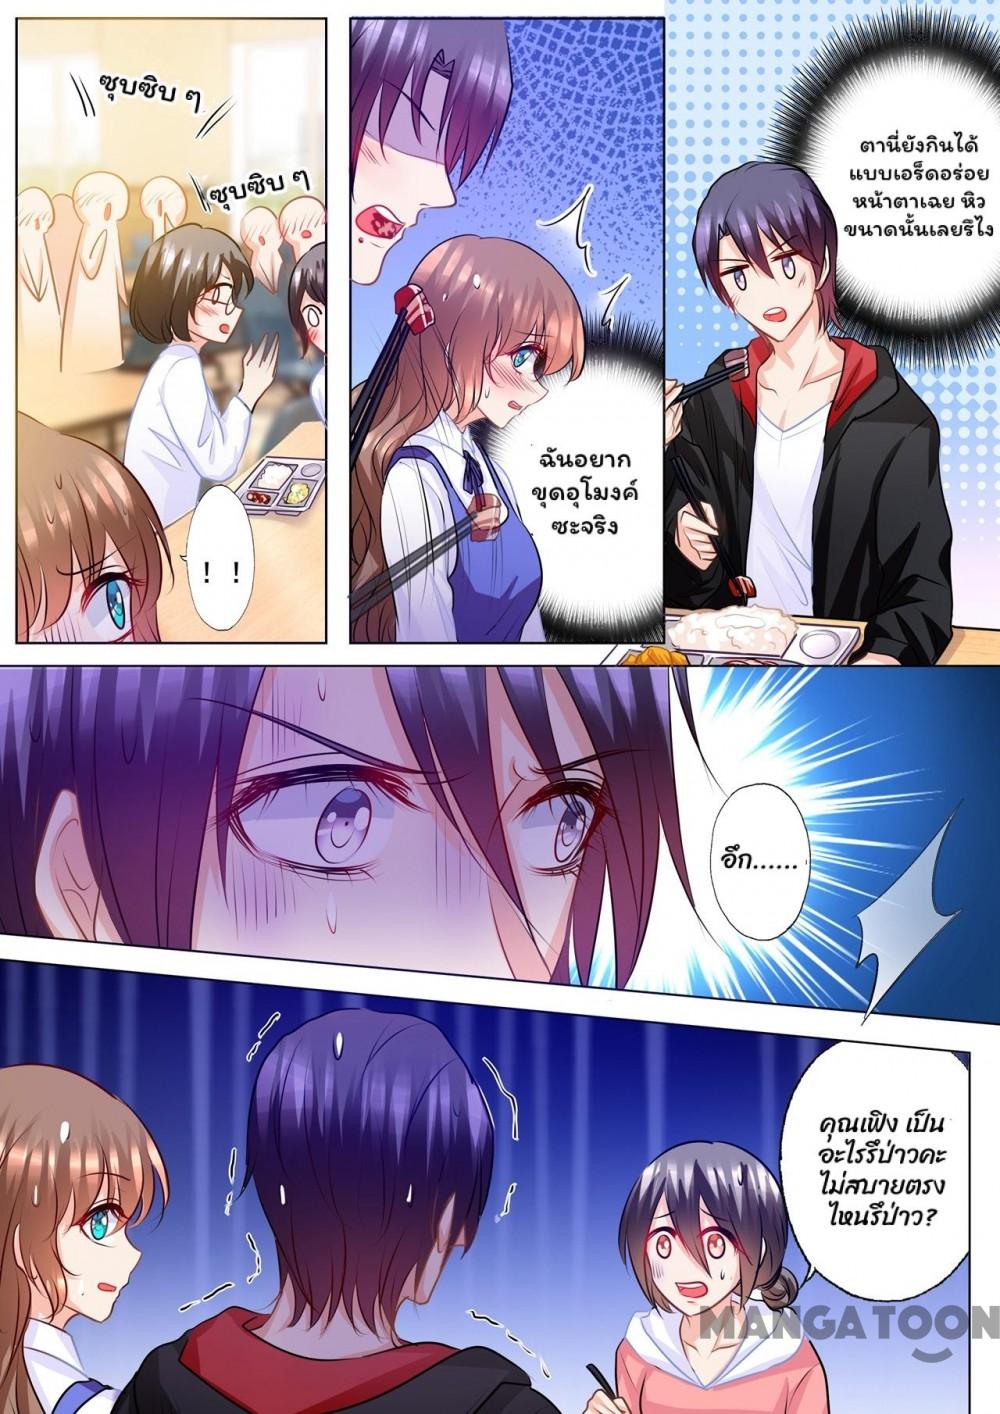 ซุบซิบ ๆ
ซุบซิบ ๆ
! !
ฉันอยาก
ขุดอุโมงค์
ซะจริง
ตานี่ยังกินได้
แบบเอร็ดอร่อย
หน้าตาเฉย หิว
ขนาดนั้นเลยรึไง
อึก......
คุณเฟิง เป็น
อะไรรึป่าวคะ
ไม่สบายตรง
ไหนรึป่าว?
MANGATOON